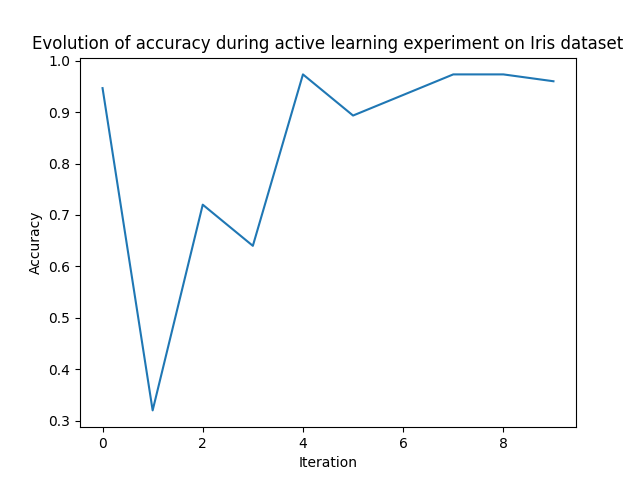 Evolution of accuracy during active learning experiment on Iris dataset
1.0
0.9
0.8
0.7
0.6
0.5
0.4
0.3
Accuracy
0 2 4 6 8
Iteration